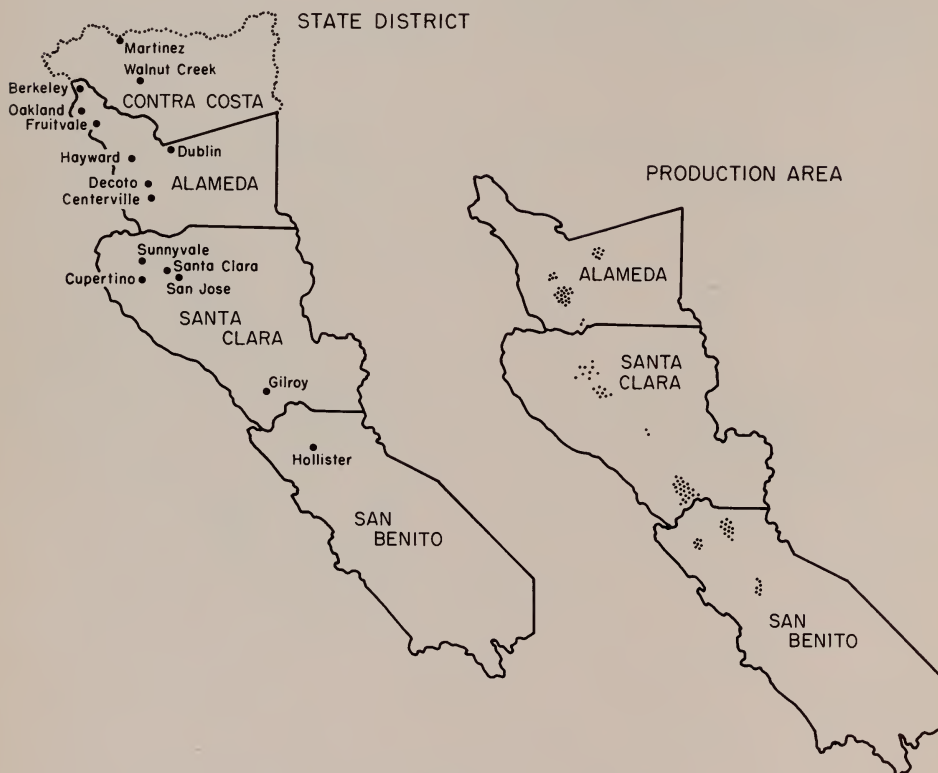 STATE DISTRICT
Martinez
Walnut Creek
Berkeley
CONTRA COSTA
Oakland
Fruitvale
Dublin
Hayward
Decoto
ALAMEDA
Centerville
Sunnyvale
Santa Clara
Cupertino
San Jose
SANTA
CLARA
Gilroy
Hollister
SAN
BENITO
PRODUCTION AREA
ALAMEDA
SANTA
CLARA
SAN
BENITO